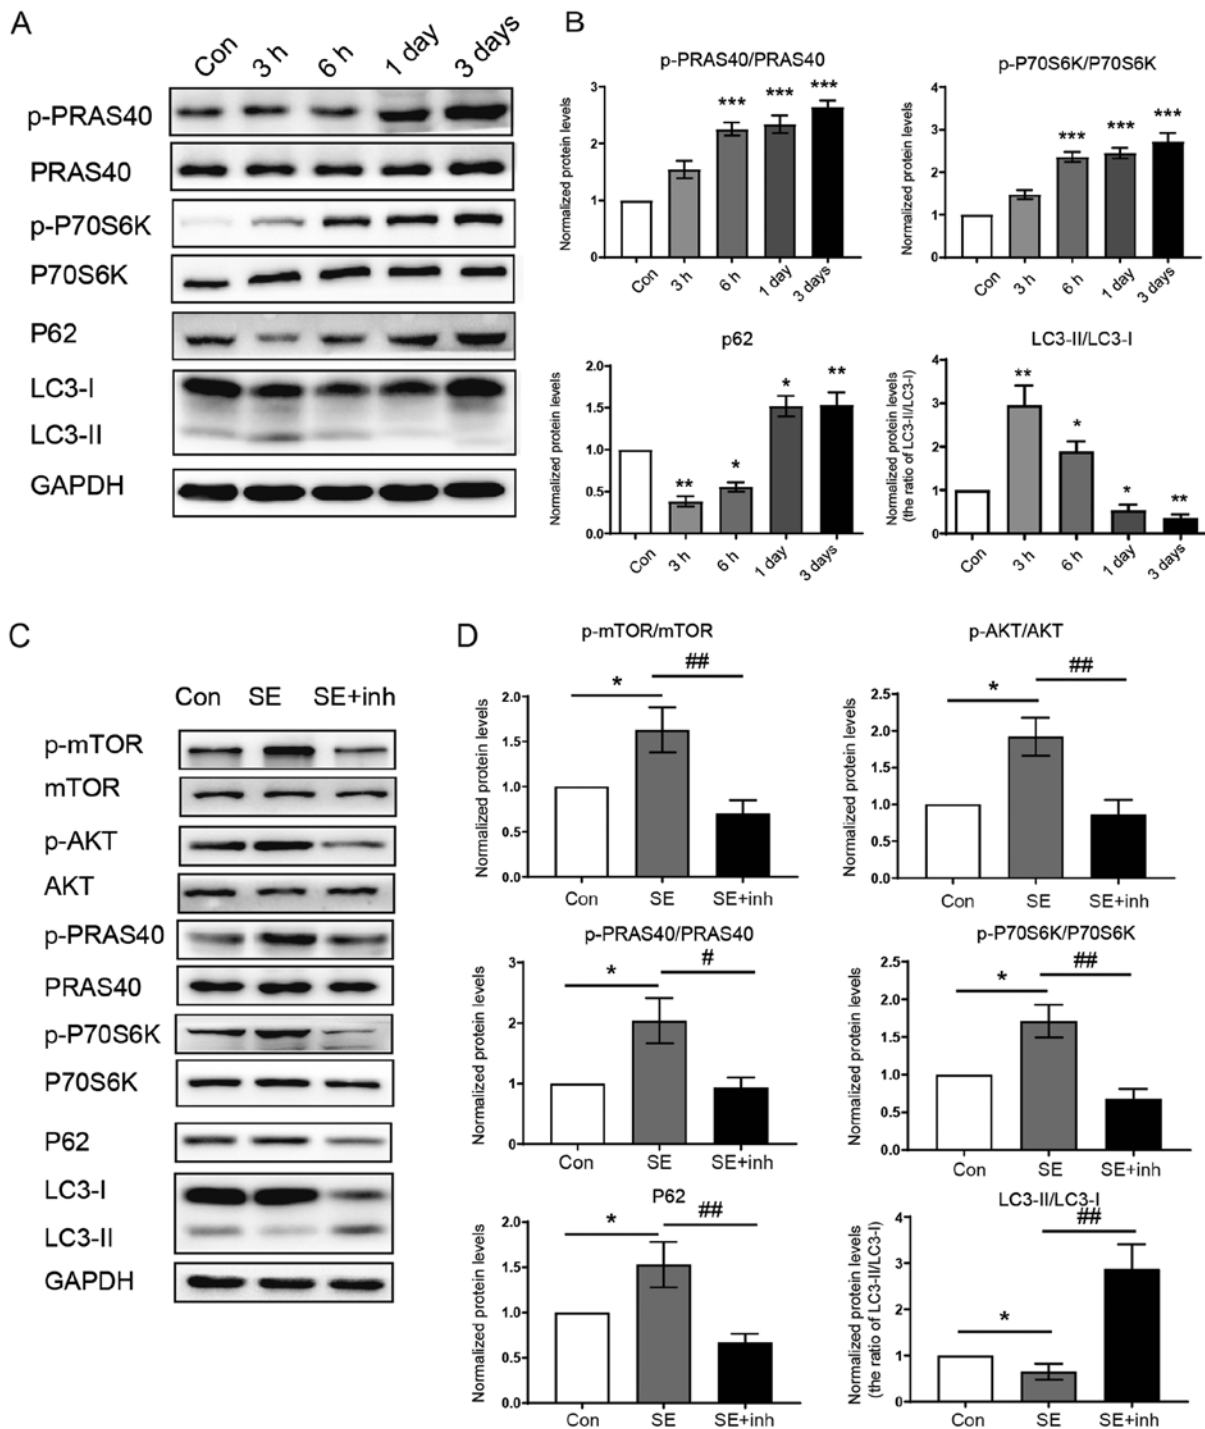 A
Con 3 h 6 h 1 day 3 days
p-PRAS40
PRAS40
p-P70S6K
P70S6K
P62
LC3-I
LC3-II
GAPDH
B
p-PRAS40/PRAS40
Normalized protein levels
3
2
1
0
*** *** ***
Con 3 h 6 h 1 day 3 days
p-P70S6K/P70S6K
Normalized protein levels
4
3
2
1
0
*** *** ***
Con 3 h 6 h 1 day 3 days
p62
Normalized protein levels
2.0
1.5
1.0
0.5
0.0
** * * **
Con 3 h 6 h 1 day 3 days
LC3-II/LC3-I
Normalized protein levels
(the ratio of LC3-II/LC3-I)
4
3
2
1
0
** * * **
Con 3 h 6 h 1 day 3 days
C
Con SE SE+inh
p-mTOR
mTOR
p-AKT
AKT
p-PRAS40
PRAS40
p-P70S6K
P70S6K
P62
LC3-I
LC3-II
GAPDH
D
p-mTOR/mTOR
Normalized protein levels
2.0
1.5
1.0
0.5
0.0
* ##
Con SE SE+inh
p-AKT/AKT
Normalized protein levels
2.5
2.0
1.5
1.0
0.5
0.0
* ##
Con SE SE+inh
p-PRAS40/PRAS40
Normalized protein levels
3
2
1
0
* #
Con SE SE+inh
p-P70S6K/P70S6K
Normalized protein levels
2.5
2.0
1.5
1.0
0.5
0.0
* ##
Con SE SE+inh
P62
Normalized protein levels
2.0
1.5
1.0
0.5
0.0
* ##
Con SE SE+inh
LC3-II/LC3-I
Normalized protein levels
(the ratio of LC3-II/LC3-I)
4
3
2
1
0
* ##
Con SE SE+inh